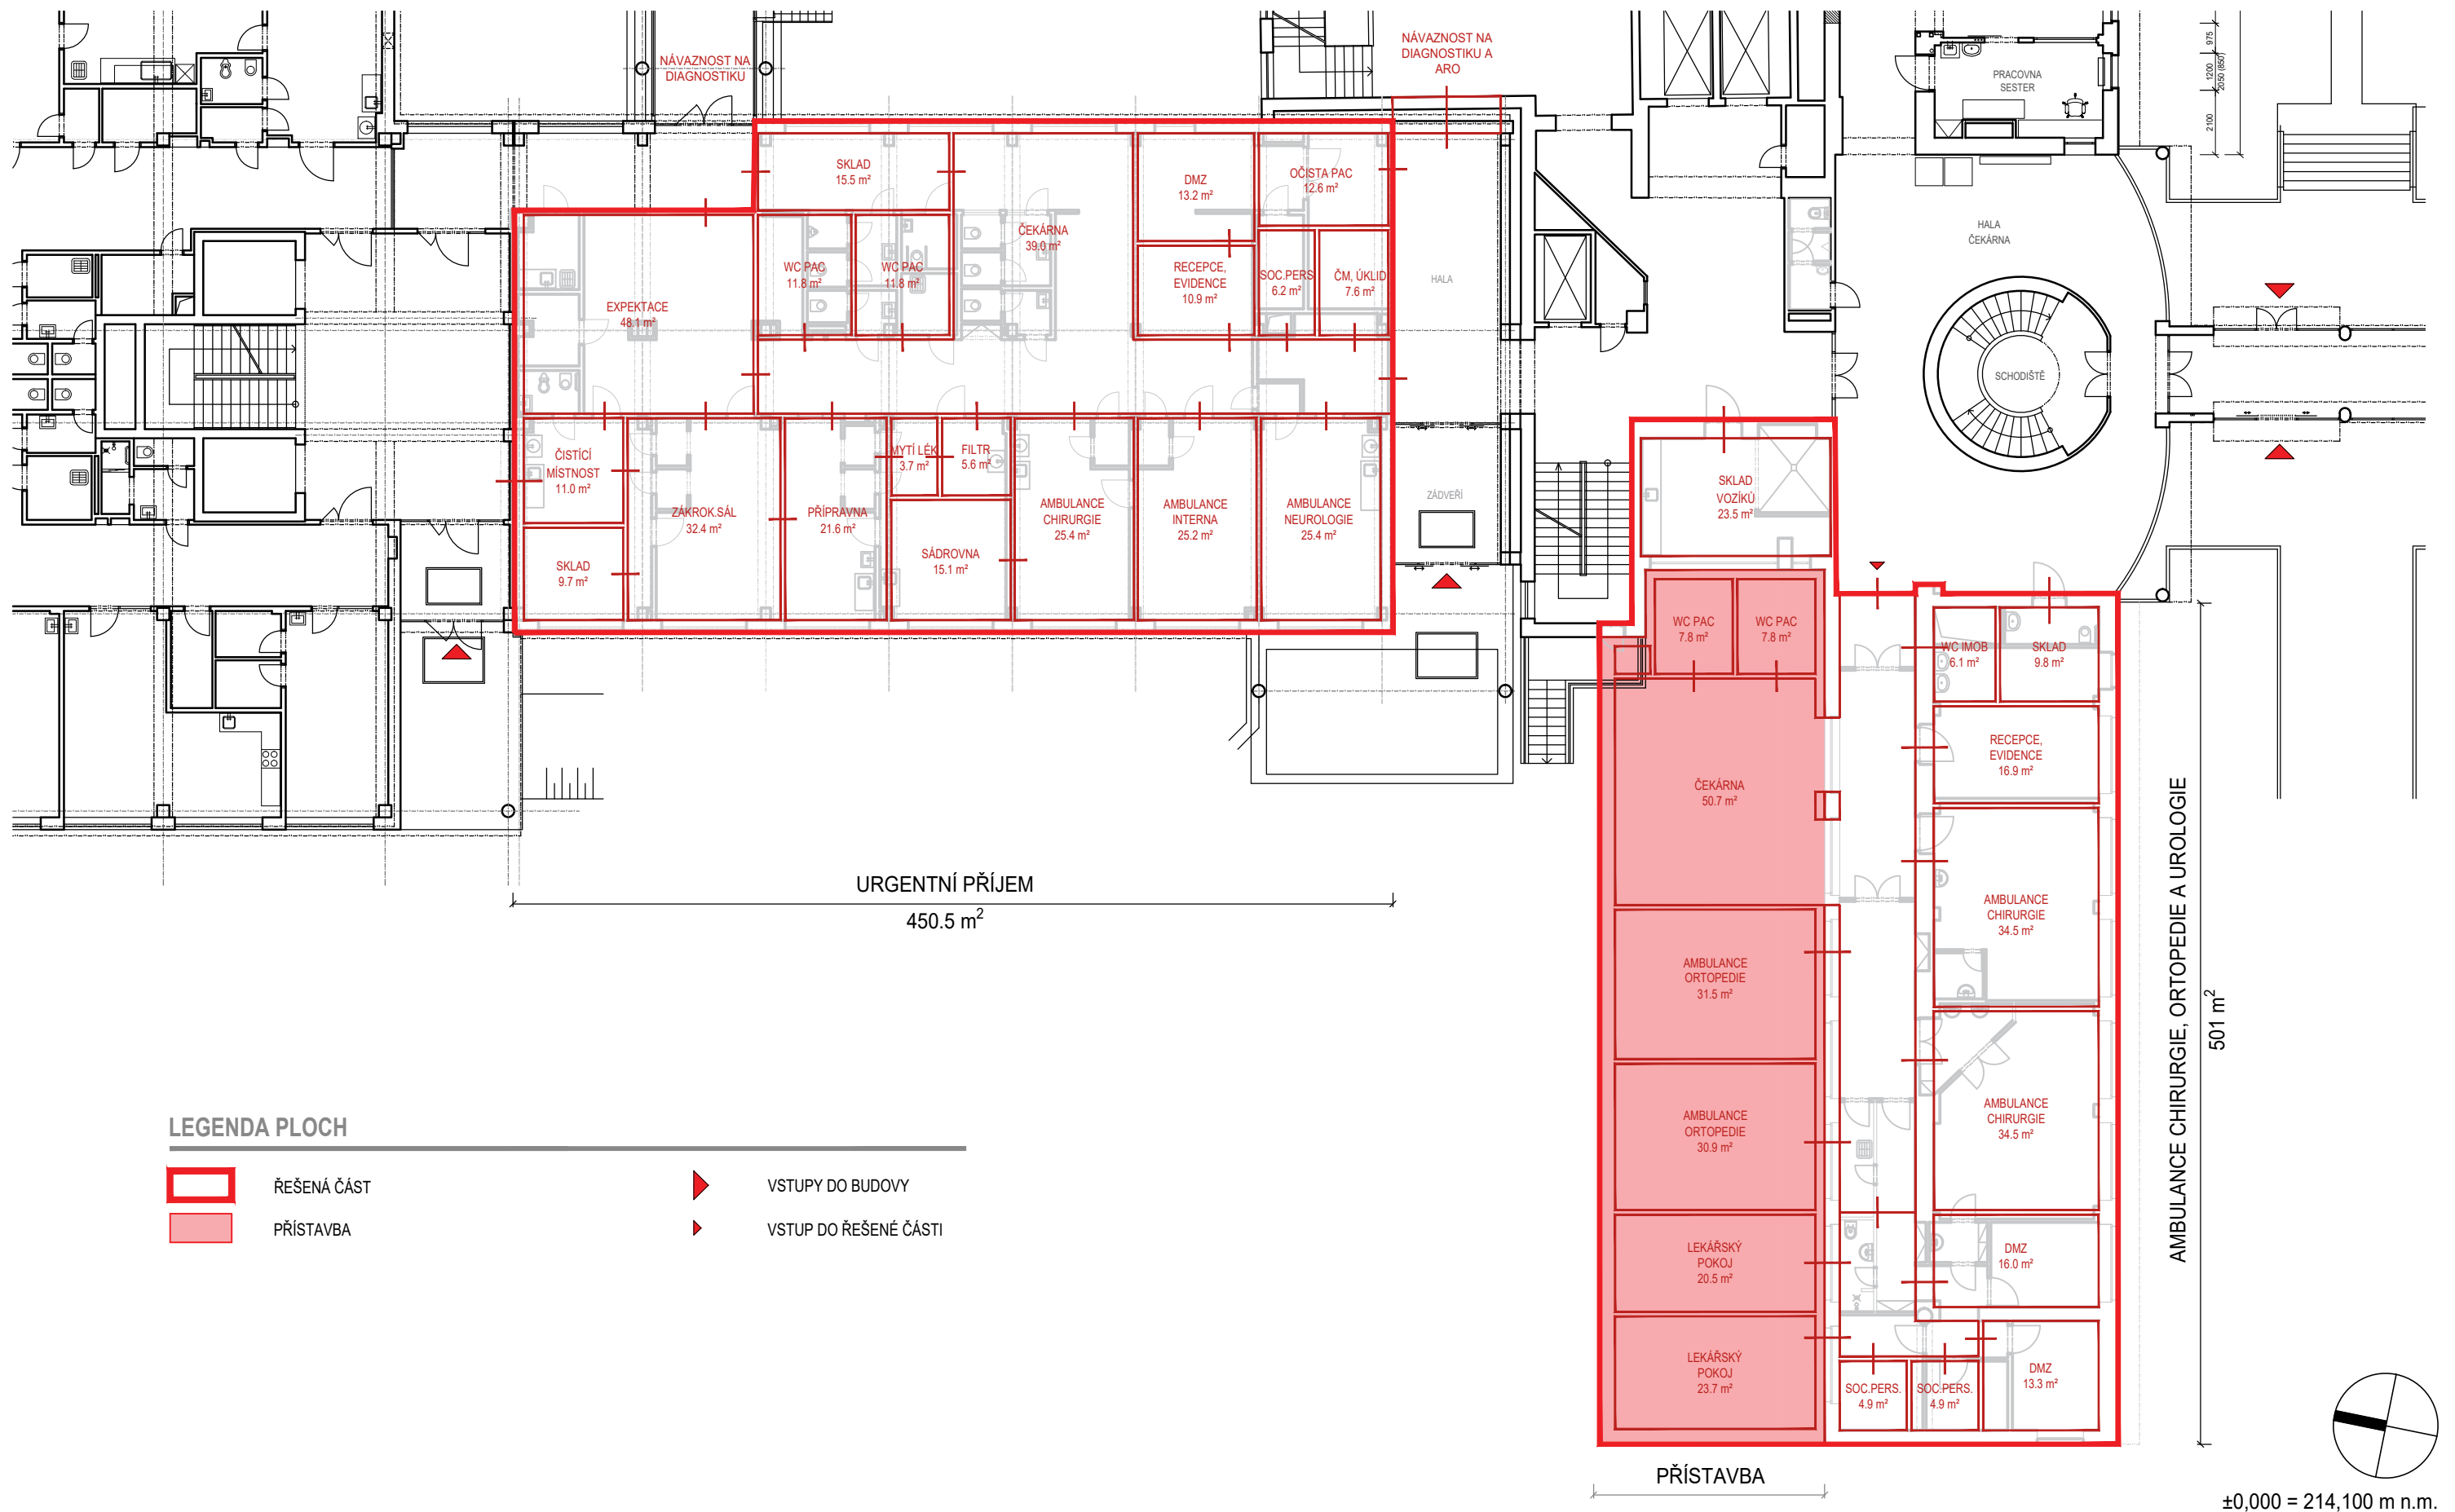 NÁVAZNOST NA
DIAGNOSTIKU
NÁVAZNOST NA
DIAGNOSTIKU A
ARO
PRACOVNA
SESTER
975
1200
2050 (850)
2100
SKLAD
15.5 m²
ČEKÁRNA
39.0 m²
DMZ
13.2 m²
OČISTA PAC
12.6 m²
HALA
ČEKÁRNA
EXPEKTACE
48.1 m²
WC PAC
11.8 m²
WC PAC
11.8 m²
RECEPCE,
EVIDENCE
10.9 m²
SOC.PERS
6.2 m²
ČM, ÚKLID
7.6 m²
HALA
SCHODIŠTĚ
ČISTÍCÍ
MÍSTNOST
11.0 m²
ZÁKROK.SÁL
32.4 m²
PŘÍPRAVNA
21.6 m²
MYTÍ LÉK
3.7 m²
FILTR
5.6 m²
SÁDROVNA
15.1 m²
AMBULANCE
CHIRURGIE
25.4 m²
AMBULANCE
INTERNA
25.2 m²
AMBULANCE
NEUROLOGIE
25.4 m²
SKLAD
9.7 m²
ZÁDVEŘÍ
SKLAD
VOZÍKŮ
23.5 m²
WC PAC
7.8 m²
WC PAC
7.8 m²
WC IMOB
6.1 m²
SKLAD
9.8 m²
ČEKÁRNA
50.7 m²
RECEPCE,
EVIDENCE
16.9 m²
AMBULANCE
CHIRURGIE
34.5 m²
AMBULANCE
ORTOPEDIE
31.5 m²
AMBULANCE
ORTOPEDIE
30.9 m²
AMBULANCE
CHIRURGIE
34.5 m²
LEKÁŘSKÝ
POKOJ
20.5 m²
DMZ
16.0 m²
LEKÁŘSKÝ
POKOJ
23.7 m²
SOC.PERS.
4.9 m²
SOC.PERS.
4.9 m²
DMZ
13.3 m²
URGENTNÍ PŘÍJEM
450.5 m²
AMBULANCE CHIRURGIE, ORTOPEDIE A UROLOGIE
501 m²
LEGENDA PLOCH
ŘEŠENÁ ČÁST
PŘÍSTAVBA
VSTUPY DO BUDOVY
VSTUP DO ŘEŠENÉ ČÁSTI
PŘÍSTAVBA
±0,000 = 214,100 m n.m.